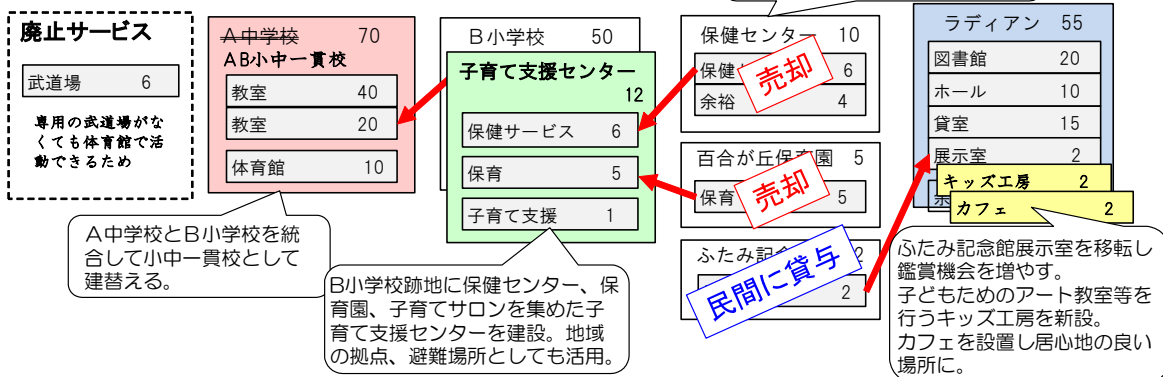 廃止サービス
武道場 6
専用の武道場がな
くても体育館で活
動できるため
A中学校 70
AB小中一貫校
教室 40
教室 20
体育館 10
A中学校とB小学校を統
合して小中一貫校として
建替える。
B小学校 50
子育て支援センター
12
保健サービス 6
保育 5
子育て支援 1
B小学校跡地に保健センター、保
育園、子育てサロンを集めた子
育て支援センターを建設。地域
の拠点、避難場所としても活用。
保健センター 10
保健 6
余裕 4
売却
百合が丘保育園 5
保育 5
売却
ふたみ記念 2
2
民間に貸与
ラディアン 55
図書館 20
ホール 10
貸室 15
展示室 2
キッズ工房 2
カフェ 2
ふたみ記念館展示室を移転し
鑑賞機会を増やす。
子どもためのアート教室等を
行うキッズ工房を新設。
カフェを設置し居心地の良い
場所に。